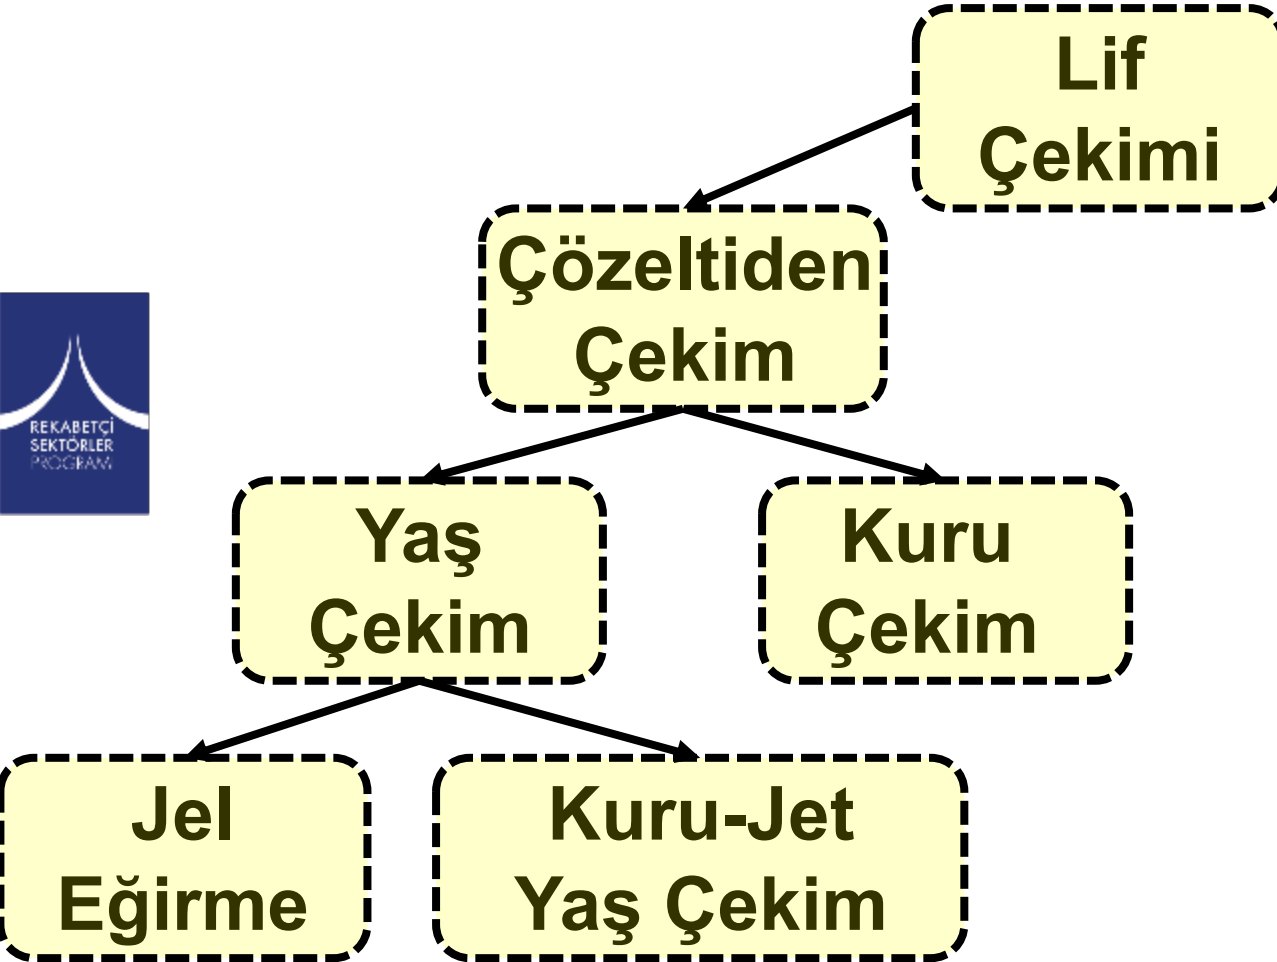 Lif
Çekimi
Çözeltiden
Çekim
REKABETÇİ
SEKTÖRLER
PROGRAMI
Yaş
Çekim
Kuru
Çekim
Jel
Eğirme
Kuru-Jet
Yaş Çekim